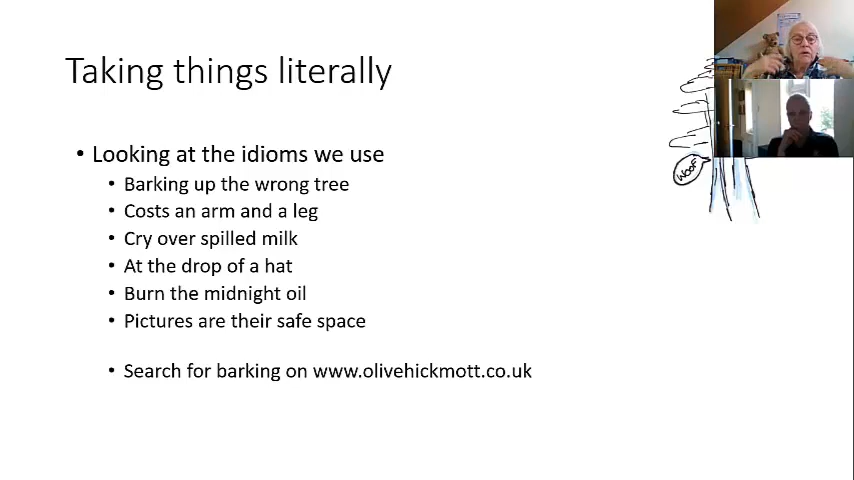 Taking things literally
Looking at the idioms we use
Barking up the wrong tree
Costs an arm and a leg
Cry over spilled milk
At the drop of a hat
Burn the midnight oil
Pictures are their safe space
Search for barking on www.olivehickmott.co.uk
WOOF